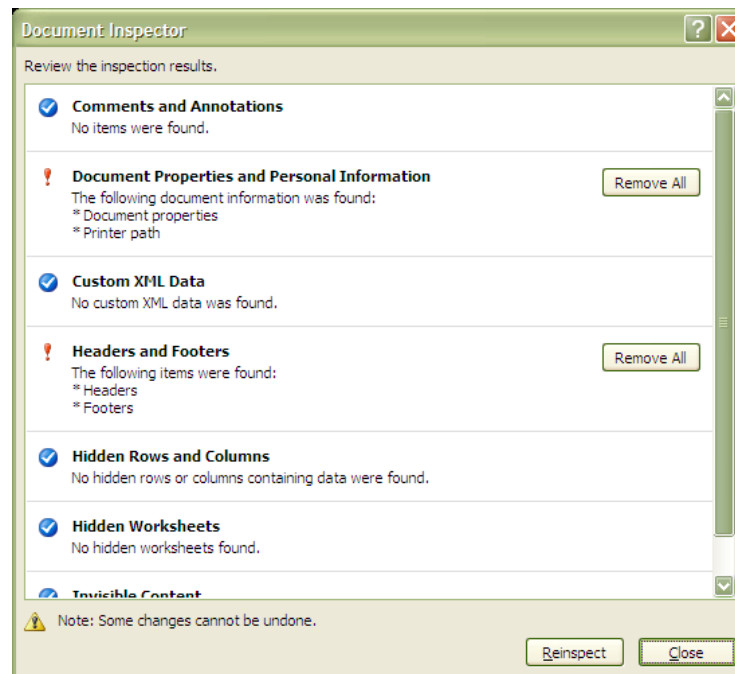 Document Inspector
Review the inspection results.
Comments and Annotations
No items were found.
Document Properties and Personal Information
Remove All
The following document information was found:
* Document properties
* Printer path
Custom XML Data
No custom XML data was found.
Headers and Footers
Remove All
The following items were found:
* Headers
* Footers
Hidden Rows and Columns
No hidden rows or columns containing data were found.
Hidden Worksheets
No hidden worksheets found.
Invisible Content
Note: Some changes cannot be undone.
Reinspect
Close